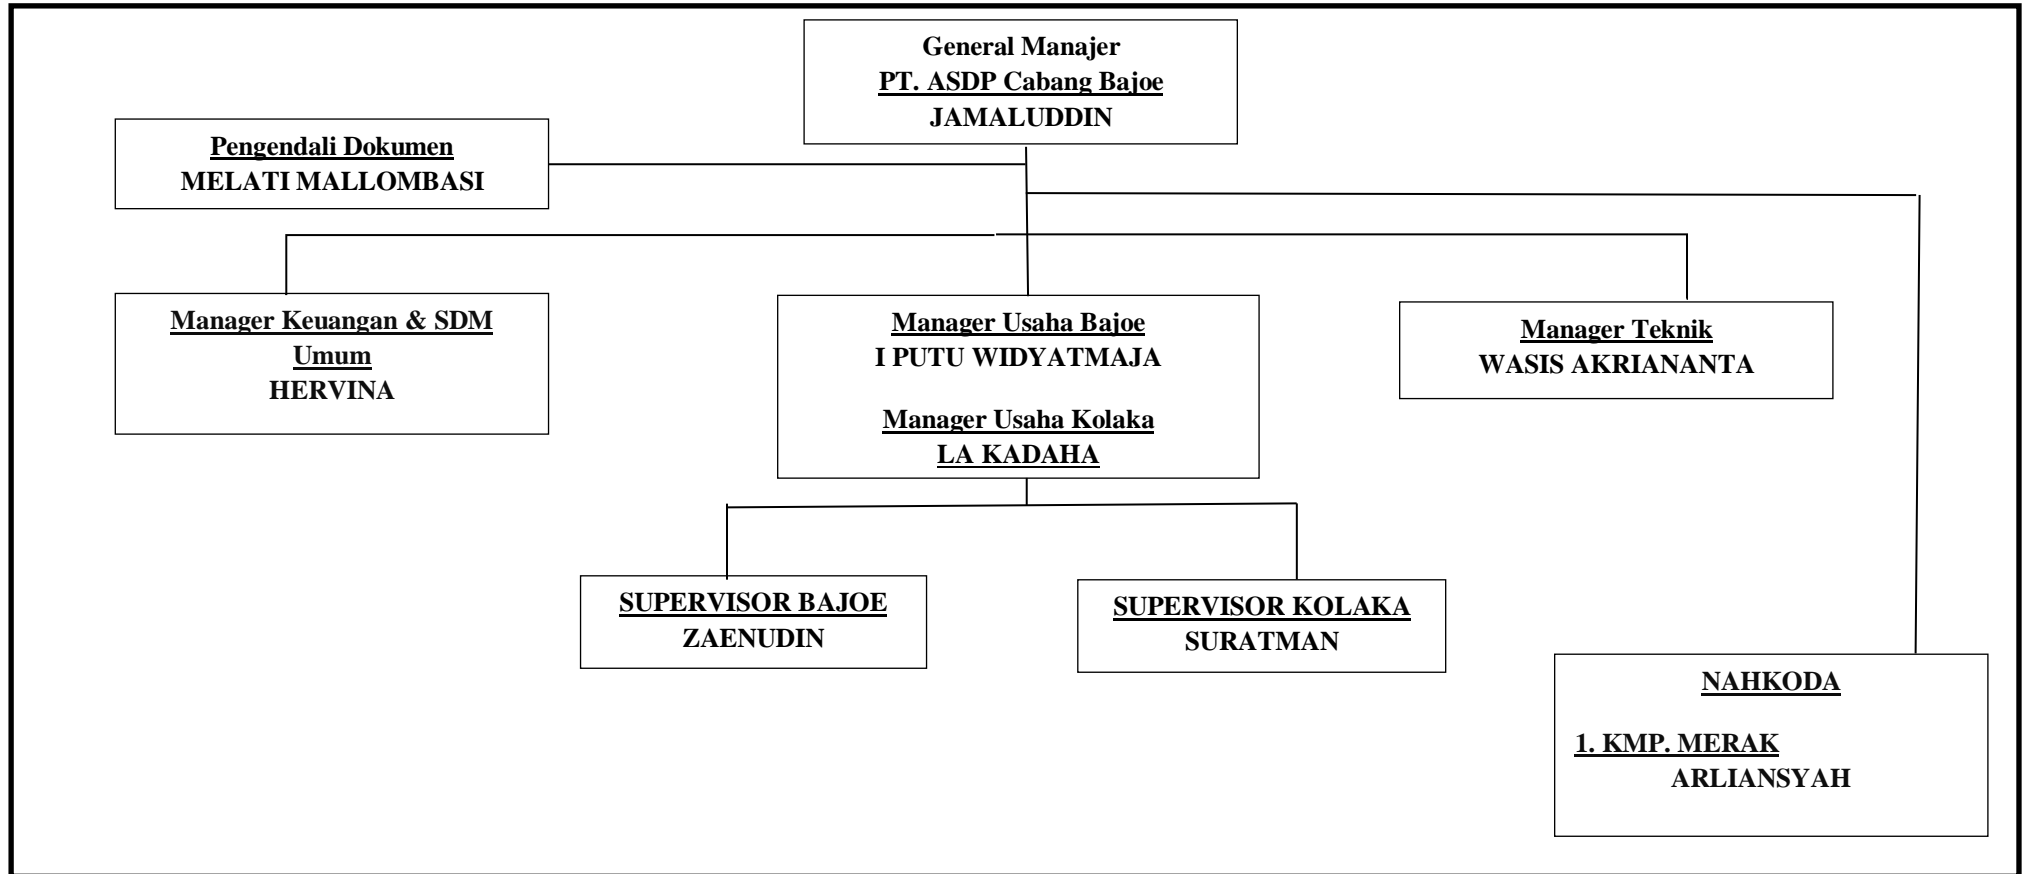 General Manajer
PT. ASDP Cabang Bajoe
JAMALUDDIN
Pengendali Dokumen
MELATI MALLOMBASI
Manager Keuangan & SDM
Umum
HERVINA
Manager Usaha Bajoe
I PUTU WIDYATMAJA
Manager Usaha Kolaka
LA KADAHA
Manager Teknik
WASIS AKRIANANTA
SUPERVISOR BAJOE
ZAENUDIN
SUPERVISOR KOLAKA
SURATMAN
NAHKODA
1. KMP. MERAK
ARLIANSYAH